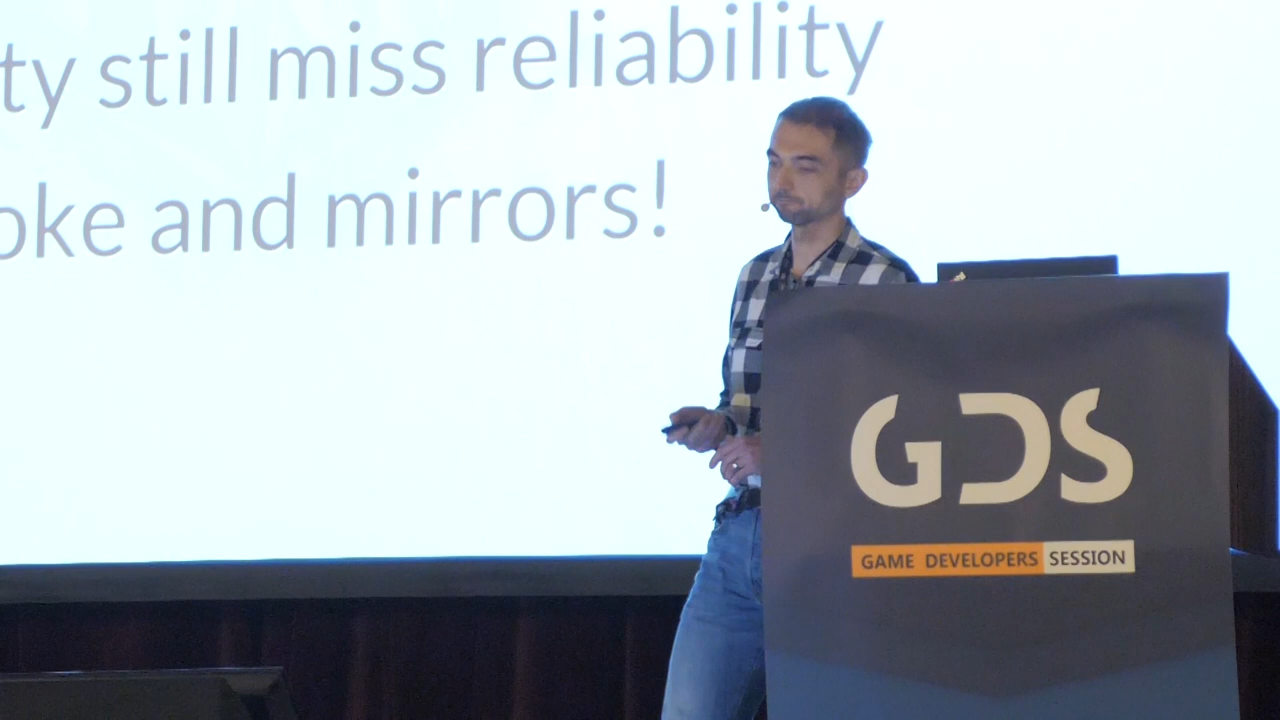 ty still miss reliability
oke and mirrors!
GDS
GAME DEVELOPERS SESSION